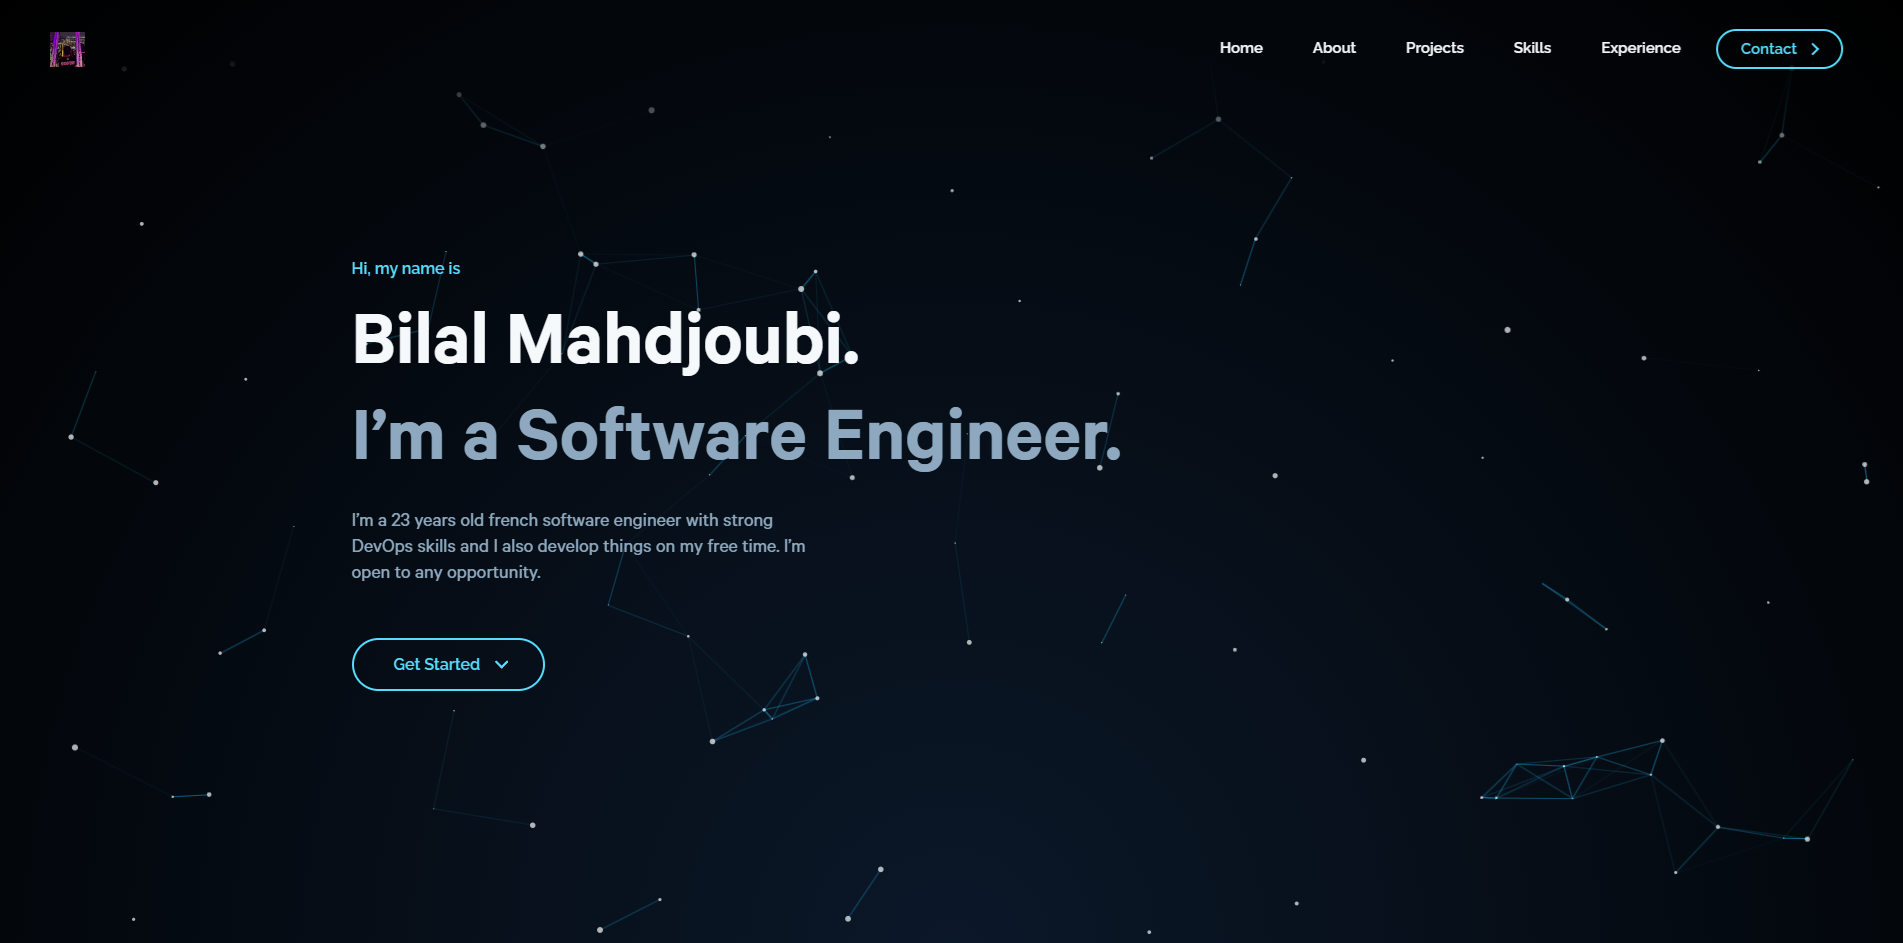 Home About Projects Skills Experience Contact
Hi, my name is
Bilal Mahdjoubi.
I’m a Software Engineer.
I’m a 23 years old french software engineer with strong
DevOps skills and I also develop things on my free time. I’m
open to any opportunity.
Get Started